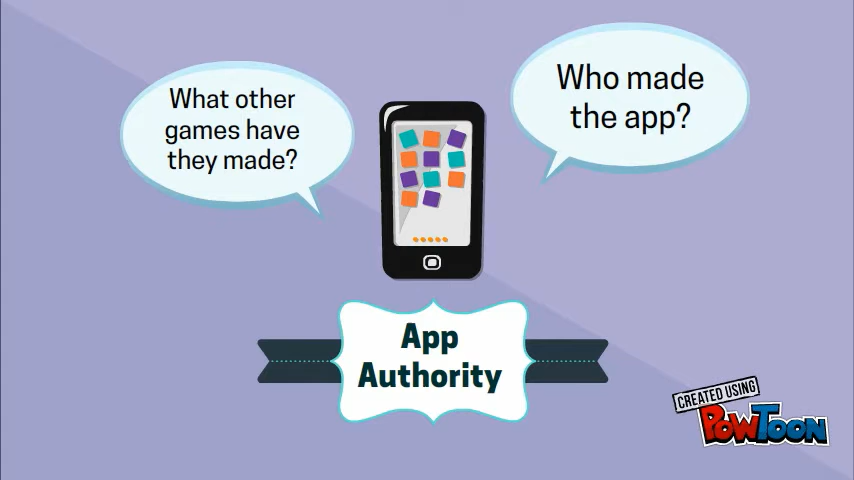 What other
games have
they made?
Who made
the app?
App
Authority
CREATED USING
POWTOON